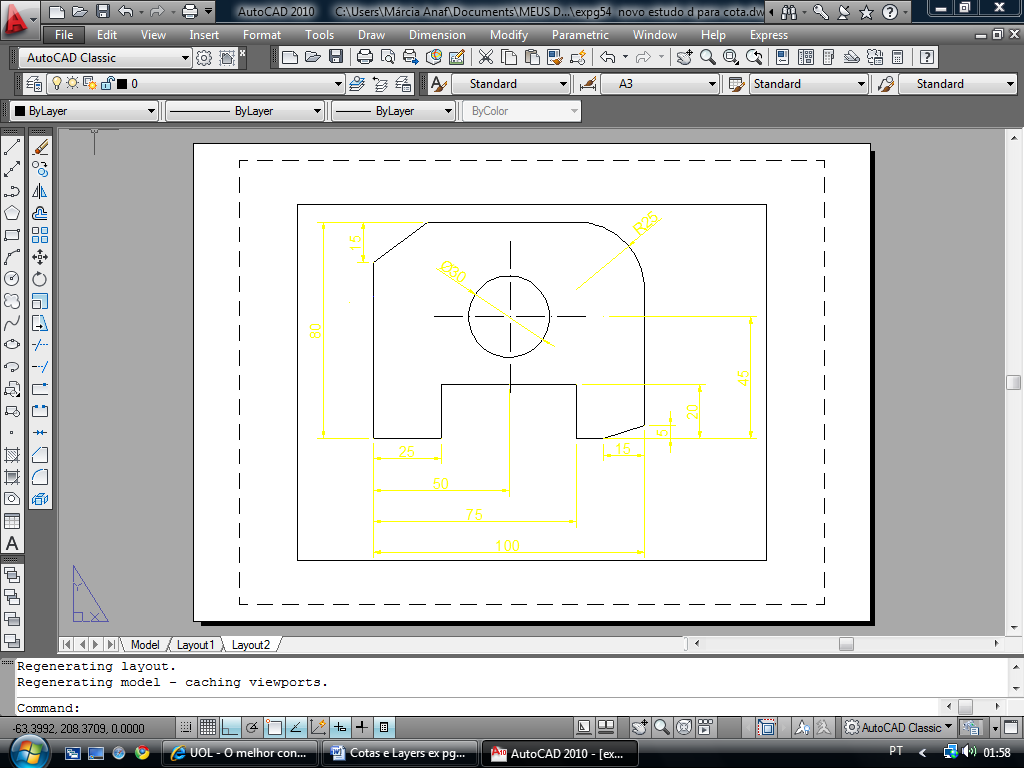 AutoCAD 2010 C:\Users\Márcia Anaf\Documents\MEUS D...\expg54_novo estudo d para cota.dw
File Edit View Insert Format Tools Draw Dimension Modify Parametric Window Help Express
AutoCAD Classic
0 Standard A3 Standard Standard
ByLayer ByLayer ByLayer ByColor
R25
15
Ø30
80
45
20
5
25 15
50
75
100
Y
X
A
Model Layout1 Layout2
Regenerating layout.
Regenerating model - caching viewports.
Command:
-63.3992, 208.3709, 0.0000 AutoCAD Classic
UOL - O melhor con... Cotas e Layers ex pg... AutoCAD 2010 - [ex... PT 01:58